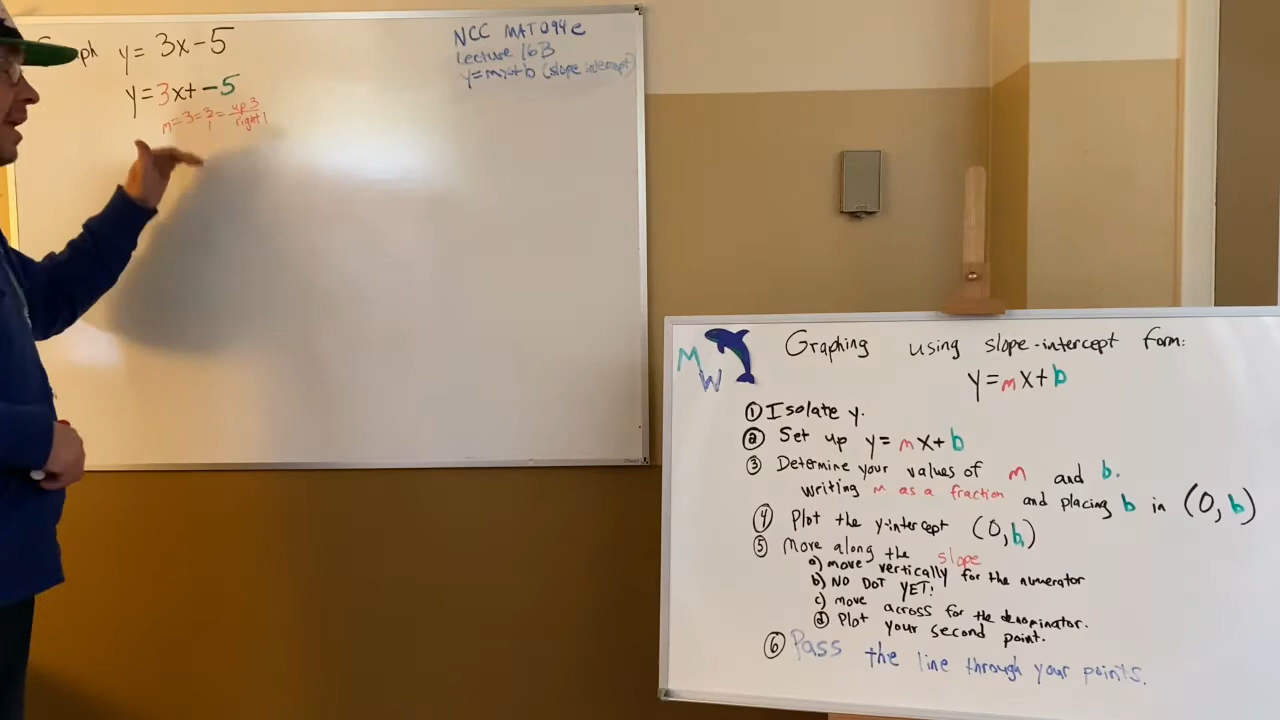 Graph y = 3x - 5
y = 3x + -5
m = 3 = 3/1 = up 3/right 1
NCC MAT 094e
Lecture 16B
y=mx+b (slope intercept)
MW
Graphing using slope-intercept form:
y = mx + b
① Isolate y.
② Set up y = mx + b
③ Determine your values of m and b.
writing m as a fraction and placing b in (0, b)
④ Plot the y-intercept (0, b)
⑤ Move along the slope
a) move vertically for the numerator
b) NO DOT YET!
c) move across for the denominator.
d) Plot your second point.
⑥ Pass the line through your points.